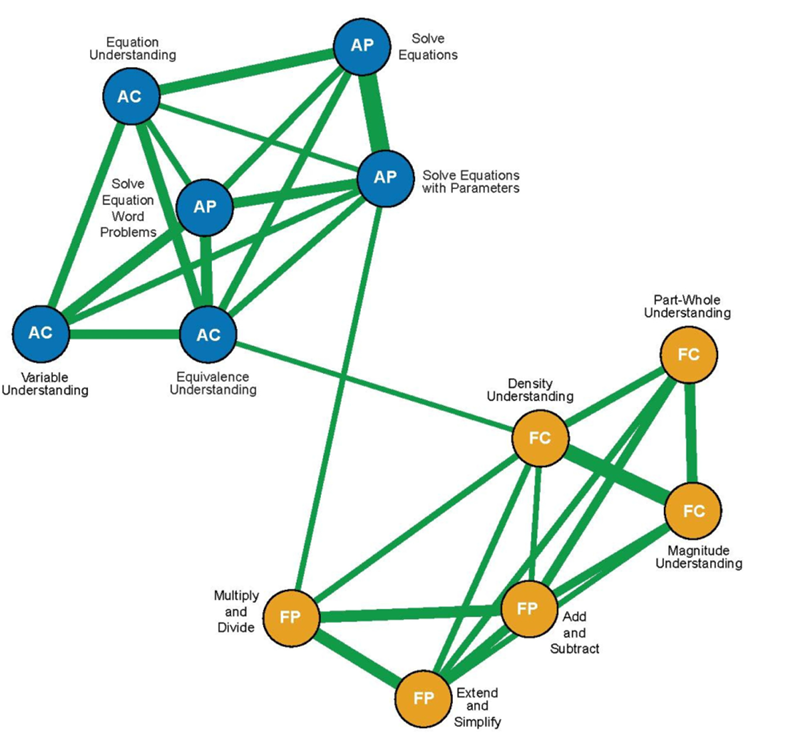 Equation
Understanding
AP
Solve
Equations
AC
Solve
Equation
Word
Problems
AP
AP
Solve Equations
with Parameters
AC
Variable
Understanding
AC
Equivalence
Understanding
Part-Whole
Understanding
FC
Density
Understanding
FC
FC
Magnitude
Understanding
Multiply
and
Divide
FP
FP
Add
and
Subtract
FP
Extend
and
Simplify